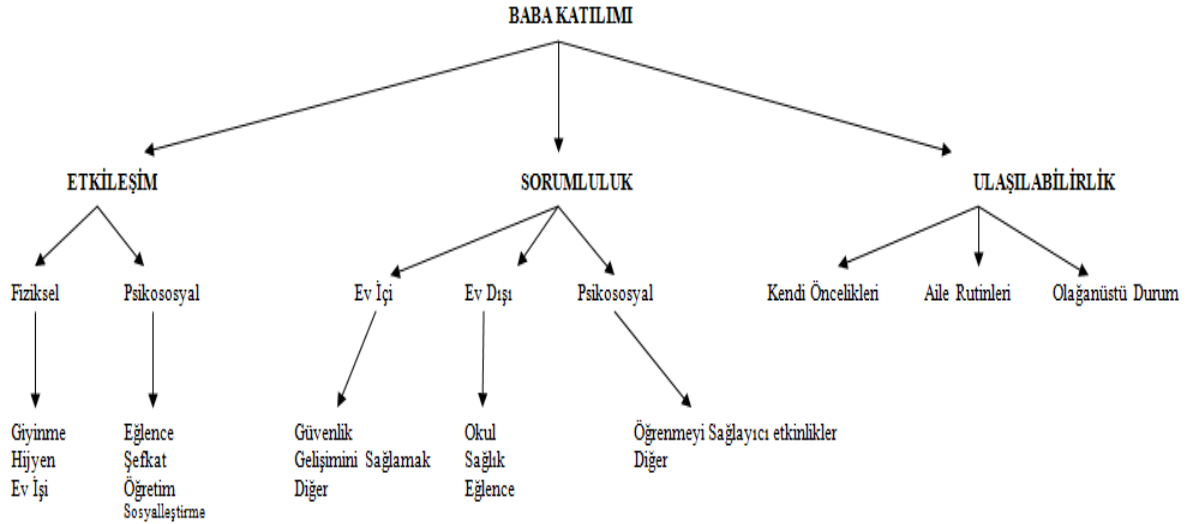 BABA KATILIMI
ETKİLEŞİM
SORUMLULUK
ULAŞILABİLİRLİK
Fiziksel
Psikososyal
Ev İçi
Ev Dışı
Psikososyal
Kendi Öncelikleri
Aile Rutinleri
Olağanüstü Durum
Giyinme
Hijyen
Ev İşi
Eğlence
Şefkat
Öğretim
Sosyalleştirme
Güvenlik
Gelişimini Sağlamak
Diğer
Okul
Sağlık
Eğlence
Öğrenmeyi Sağlayıcı etkinlikler
Diğer